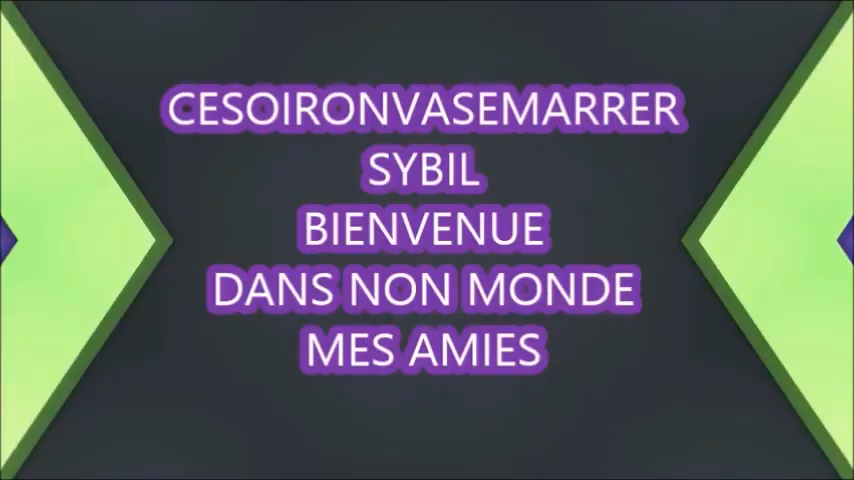 CESOIRONVASEMARRER
SYBIL
BIENVENUE
DANS NON MONDE
MES AMIES